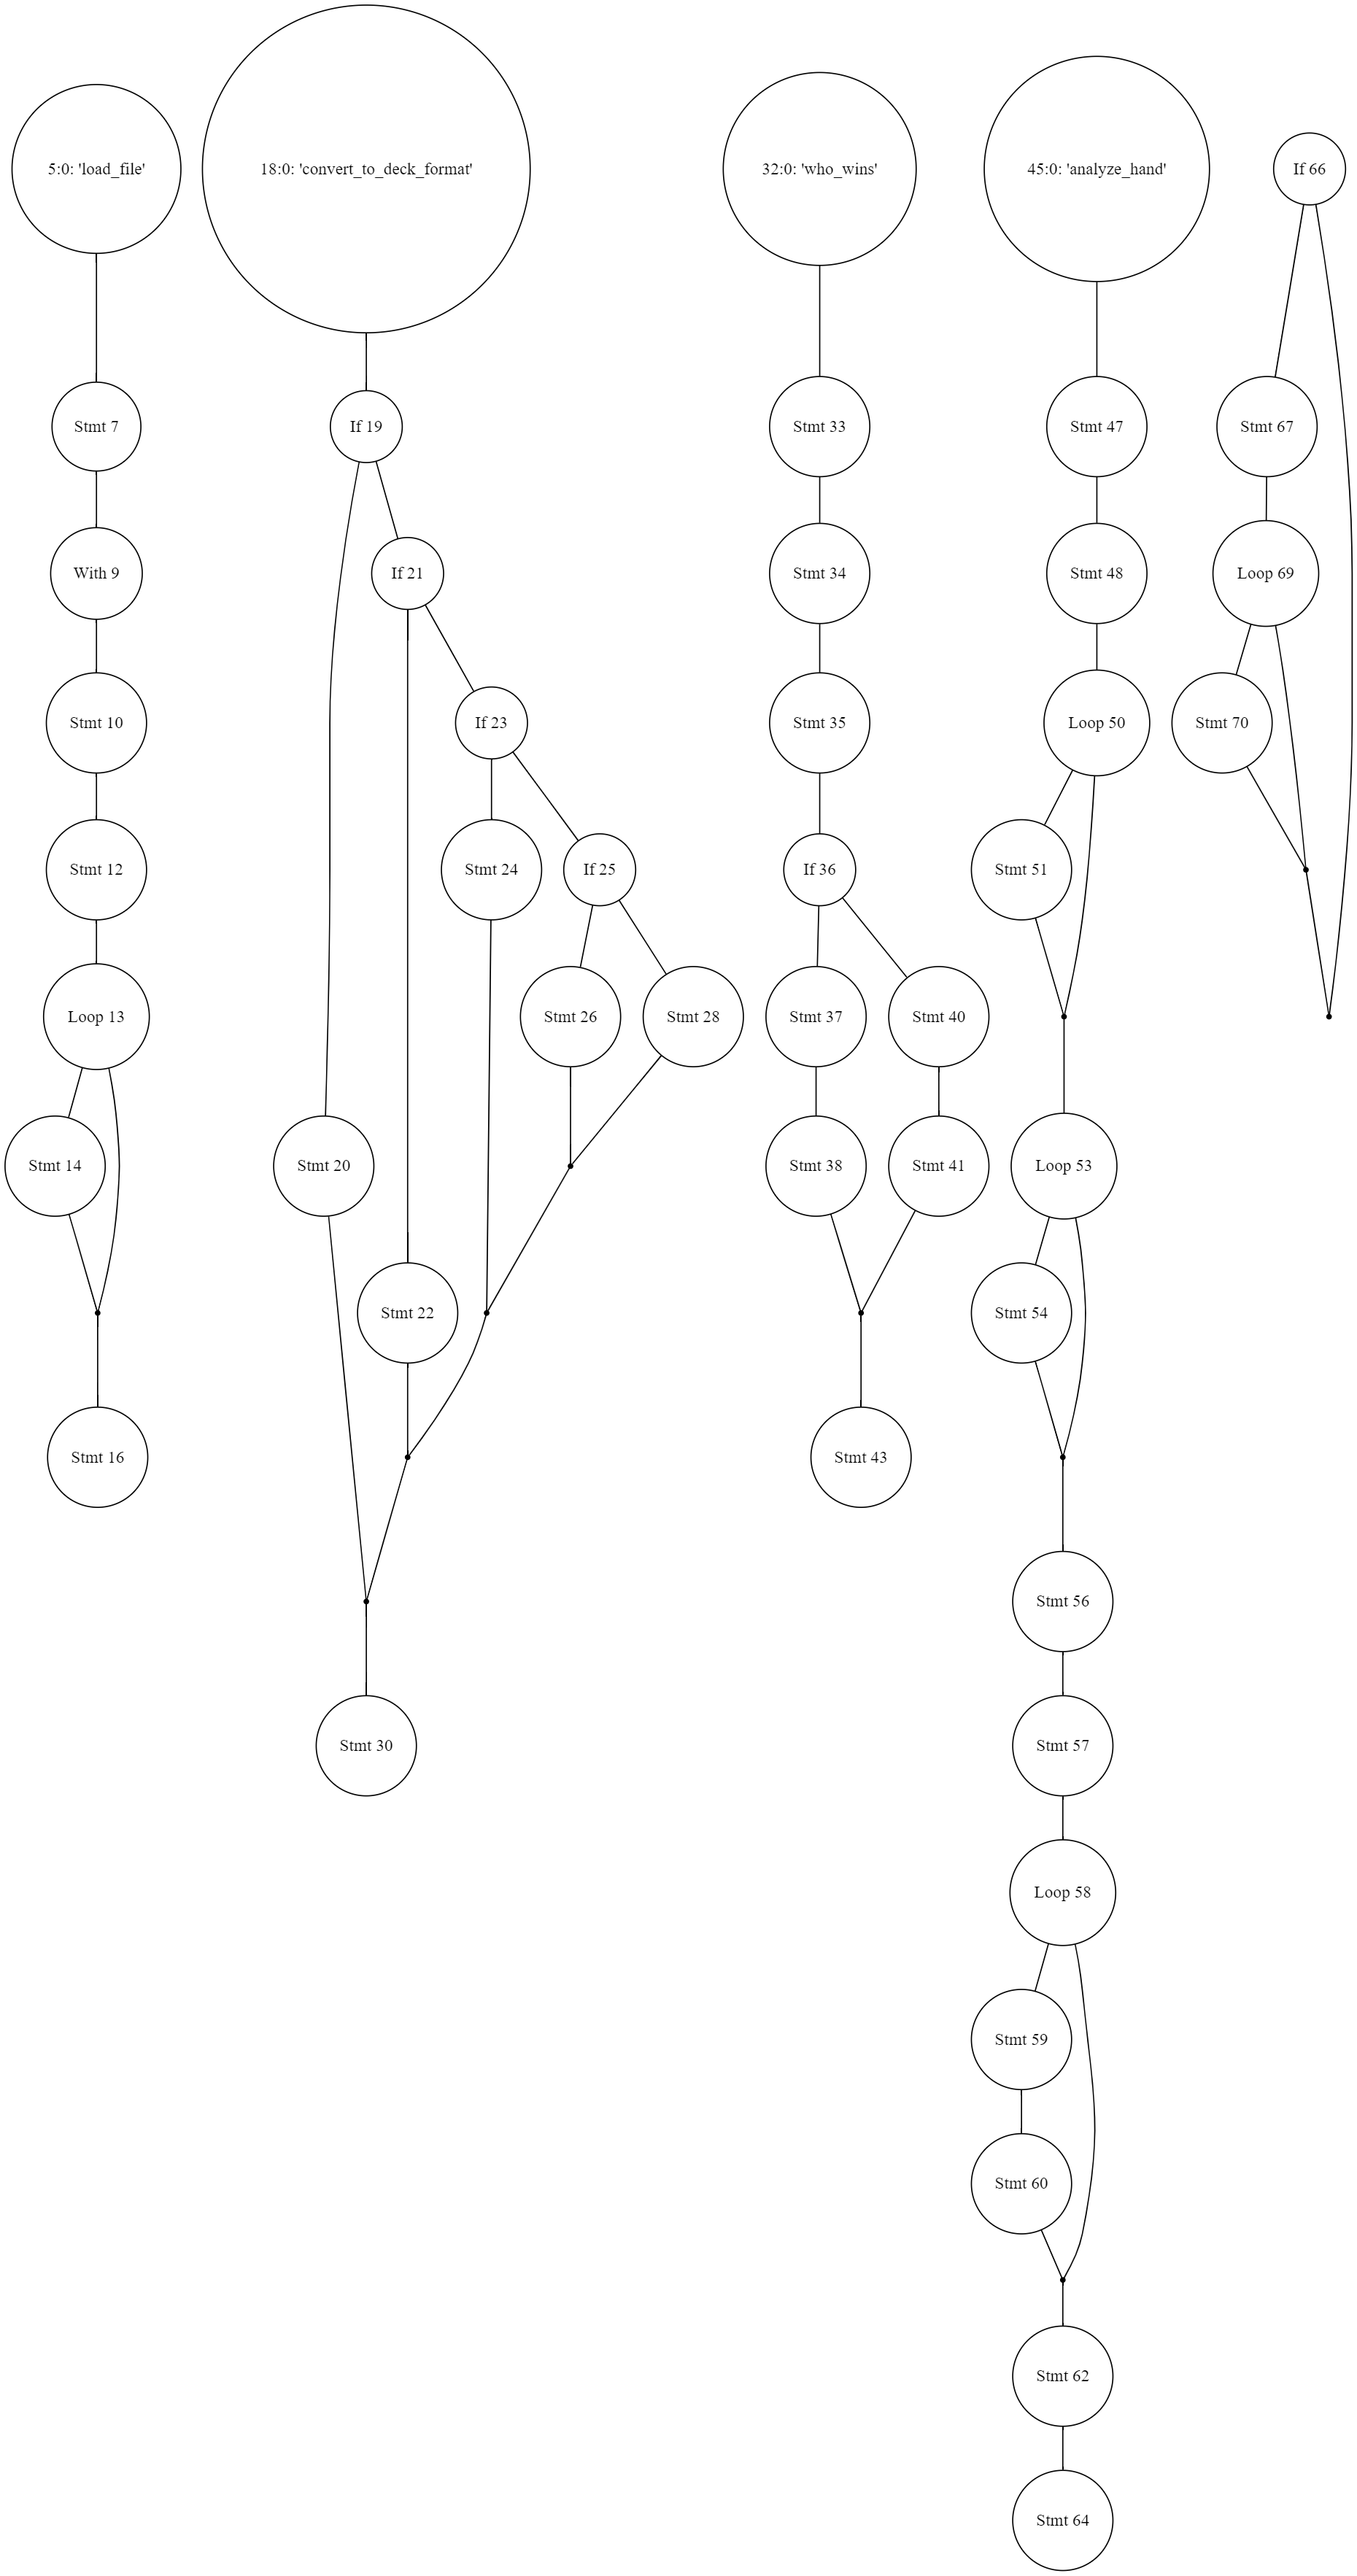 5:0: 'load_file'
Stmt 7
With 9
Stmt 10
Stmt 12
Loop 13
Stmt 14
Stmt 16
18:0: 'convert_to_deck_format'
If 19
If 21
If 23
Stmt 24
If 25
Stmt 26
Stmt 28
Stmt 20
Stmt 22
Stmt 30
32:0: 'who_wins'
Stmt 33
Stmt 34
Stmt 35
If 36
Stmt 37
Stmt 40
Stmt 38
Stmt 41
Stmt 43
45:0: 'analyze_hand'
Stmt 47
Stmt 48
Loop 50
Stmt 51
Loop 53
Stmt 54
Stmt 56
Stmt 57
Loop 58
Stmt 59
Stmt 60
Stmt 62
Stmt 64
If 66
Stmt 67
Loop 69
Stmt 70